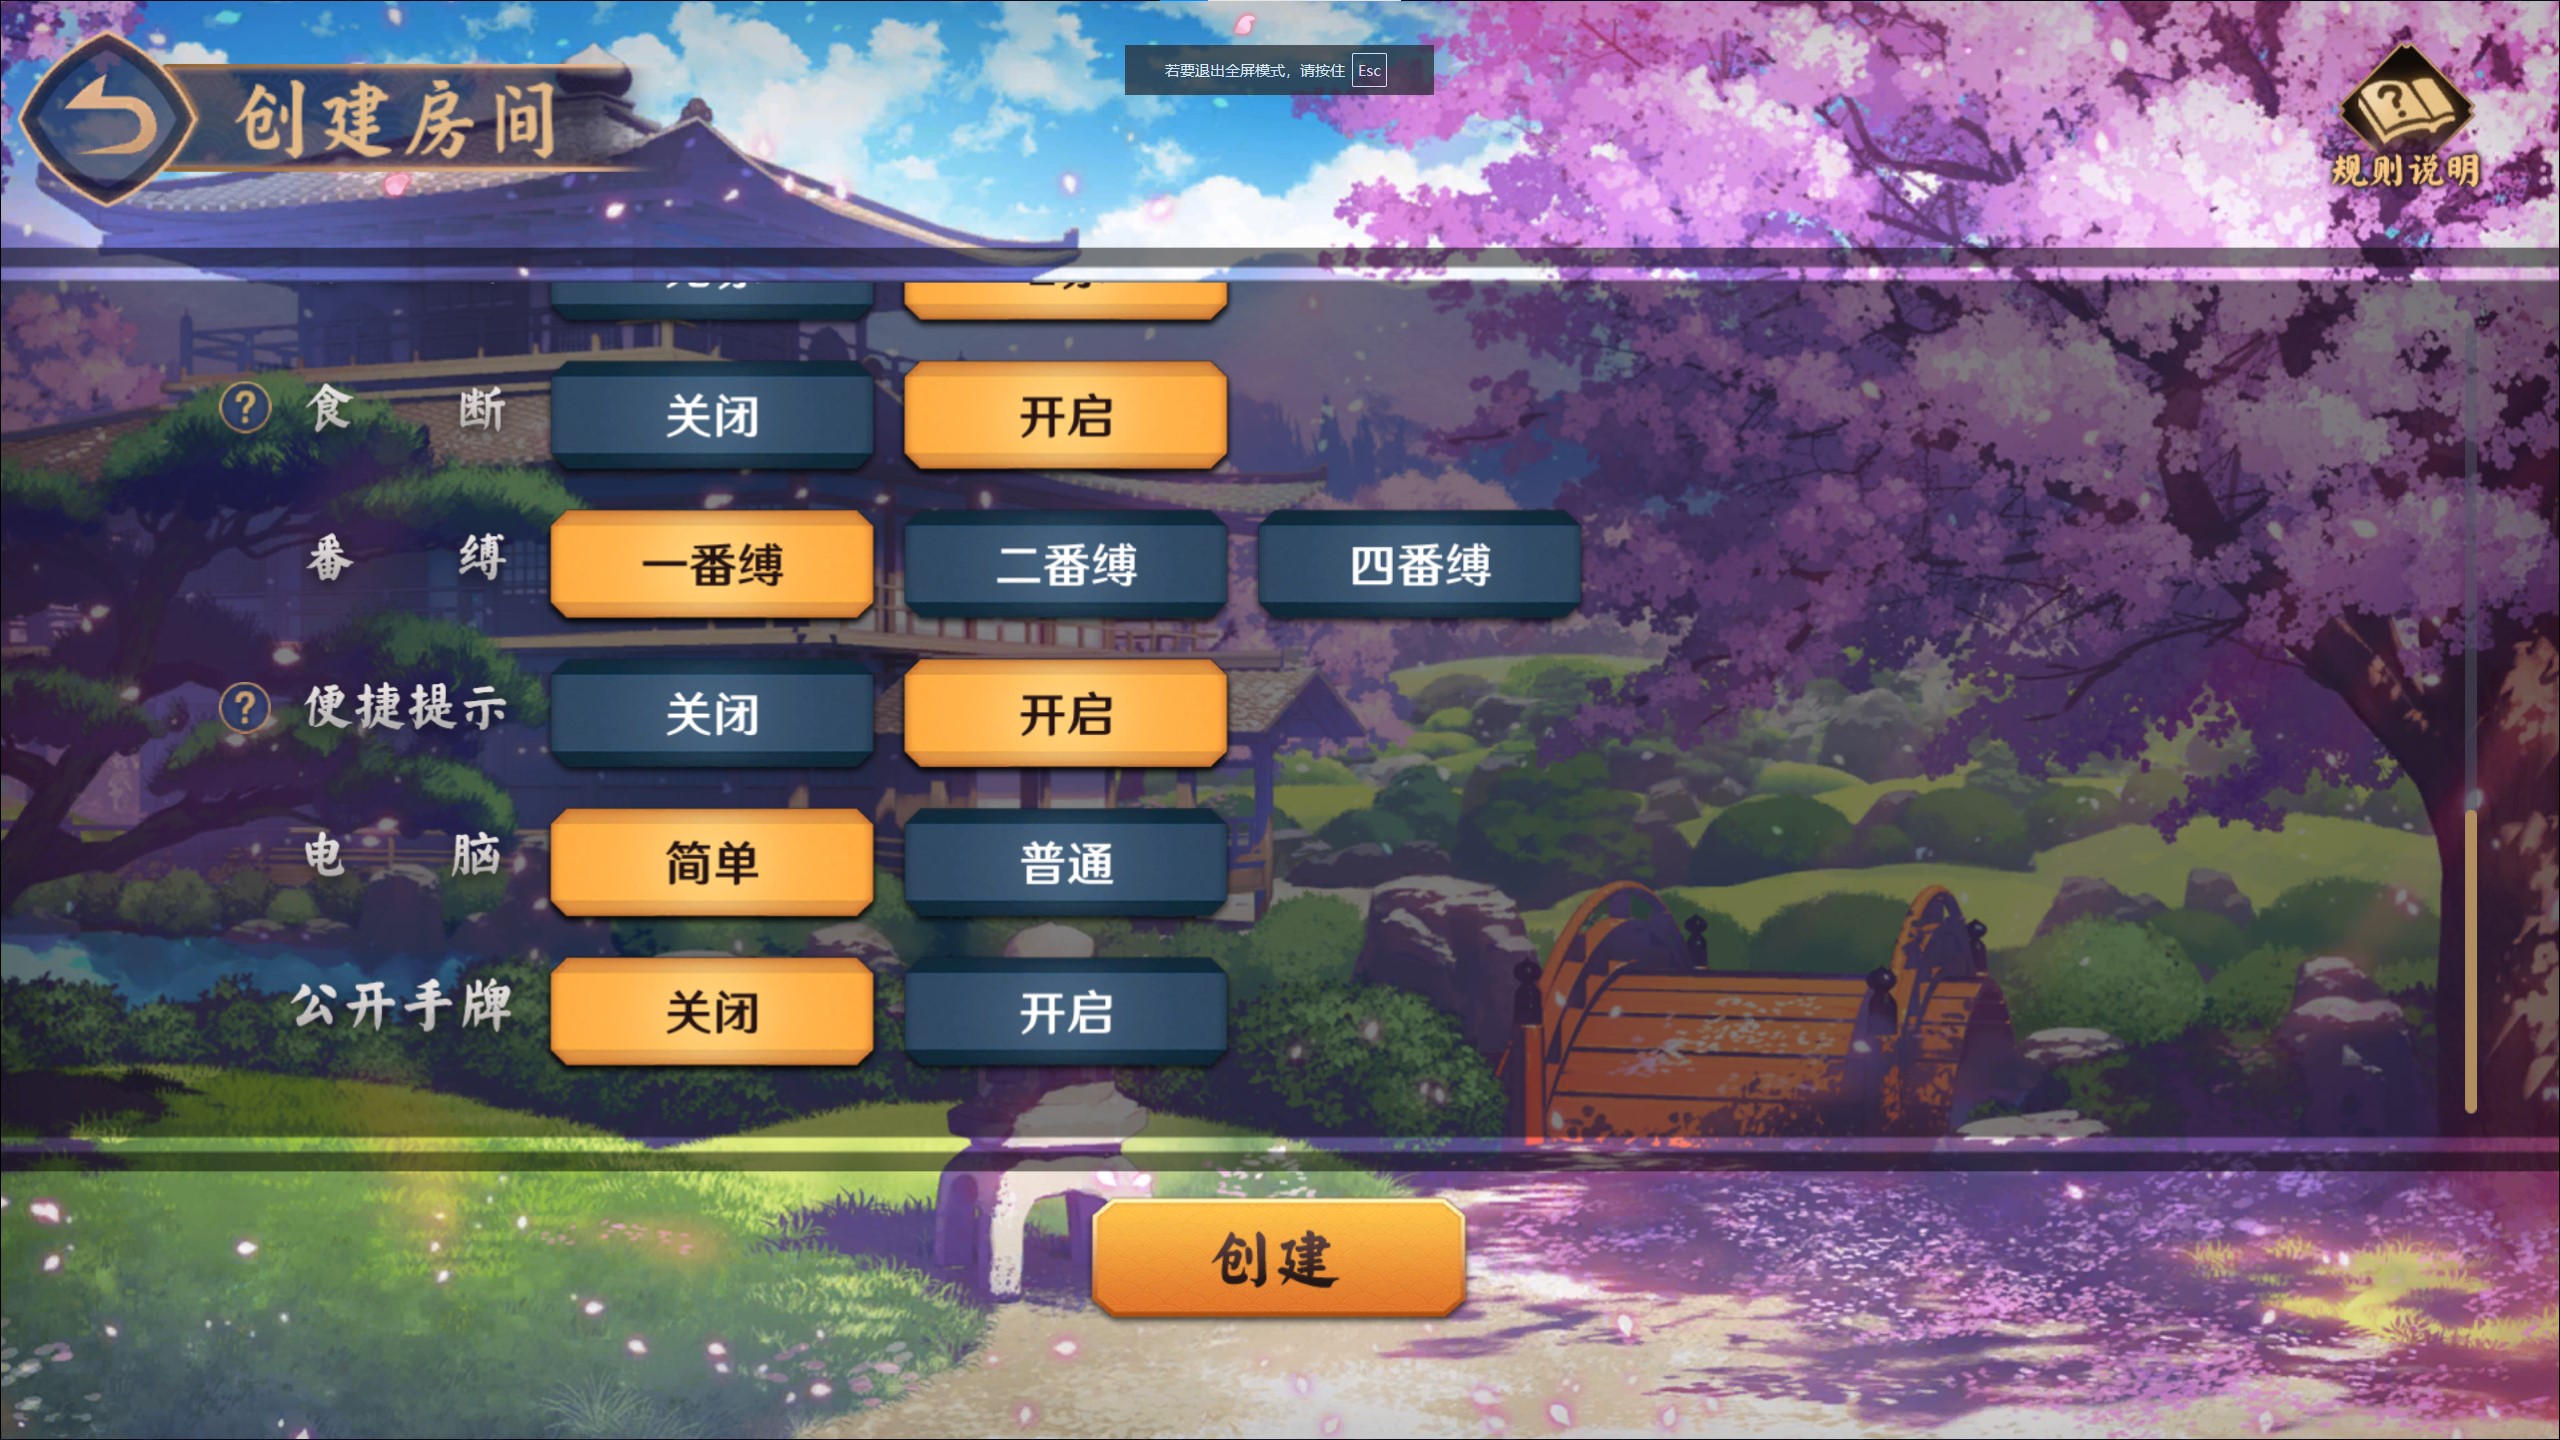 若要退出全屏模式，请按住 Esc
创建房间
规则说明
? 食断 关闭 开启
番缚 一番缚 二番缚 四番缚
? 便捷提示 关闭 开启
电脑 简单 普通
公开手牌 关闭 开启
创建